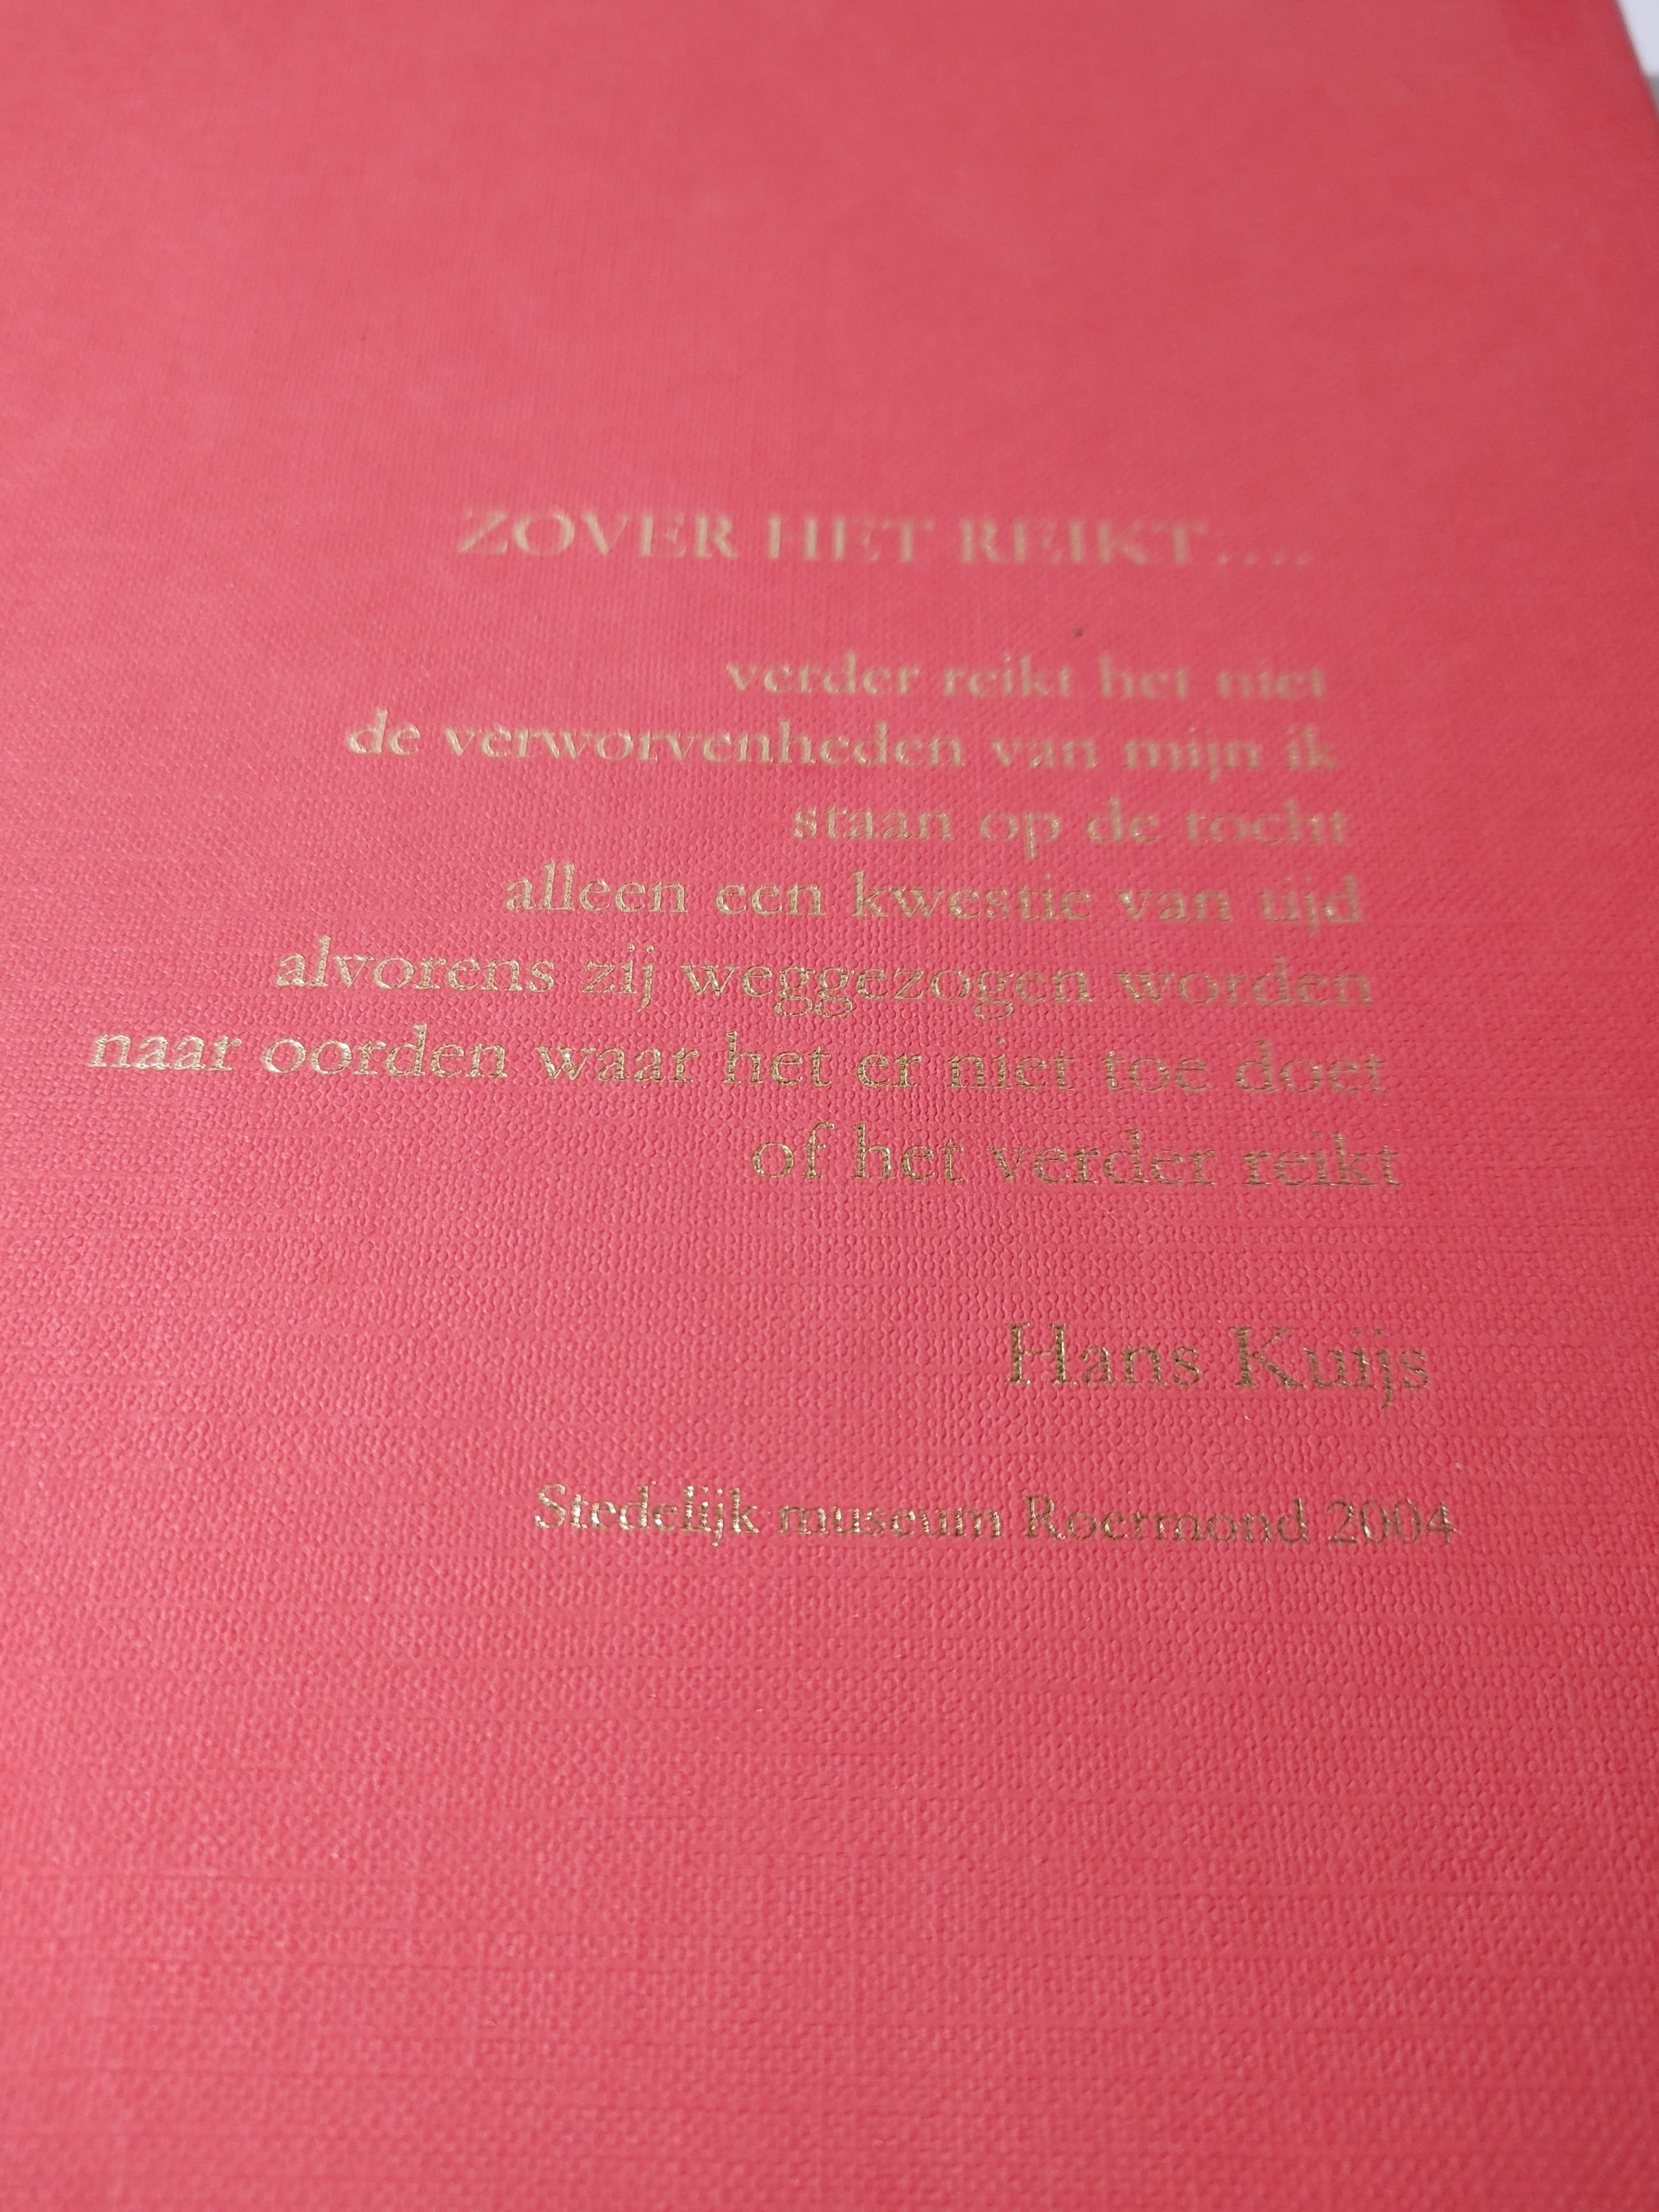 ZOVER HET REIKT....
verder reikt het niet
de verworvenheden van mijn ik
staan op de tocht
alleen een kwestie van tijd
alvorens zij weggezogen worden
naar oorden waar het er niet toe doet
of het verder reikt
Hans Kuijs
Stedelijk museum Roermond 2004